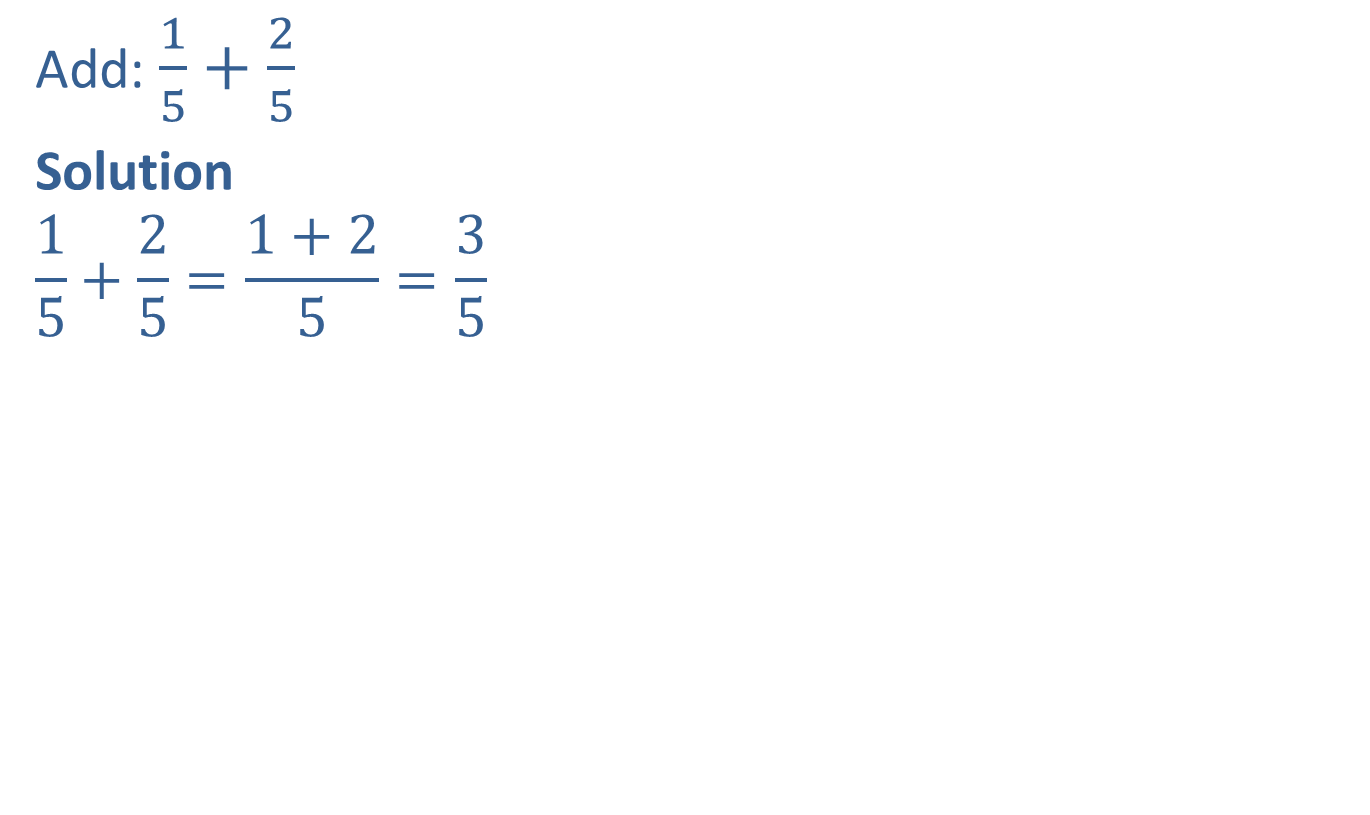 Add: 1/5 + 2/5
Solution
1/5 + 2/5 = (1 + 2)/5 = 3/5